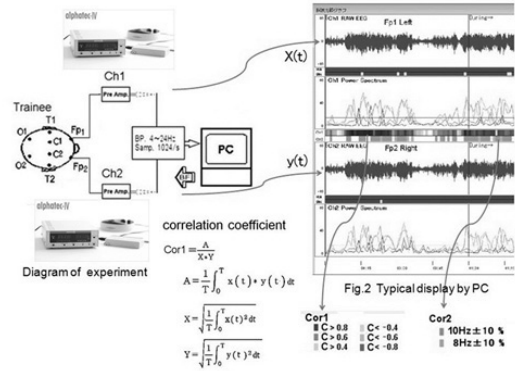 alphatec-IV
Ch1
Pre Amp.
Trainee
T1
O1
Fp1
C1
C2
O2
Fp2
T2
BP. 4~24Hz
Samp. 1024/s
PC
Ch2
Pre Amp.
alphatec-IV
Diagram of experiment
X(t)
y(t)
correlation coefficient
Cor1=A/X*Y
A=1/T∫0T x(t)*y(t)dt
X=√1/T∫0T x(t)²dt
Y=√1/T∫0T y(t)²dt
Ch1 RAW EEG Fp1 Left During→
Ch1 Power Spectrum
Ch2 RAW EEG Fp2 Right During→
Ch2 Power Spectrum
Fig.2 Typical display by PC
Cor1 Cor2
C>0.8 C<-0.4 10Hz±10 %
C>0.6 C<-0.6 8Hz±10 %
C>0.4 C<-0.8